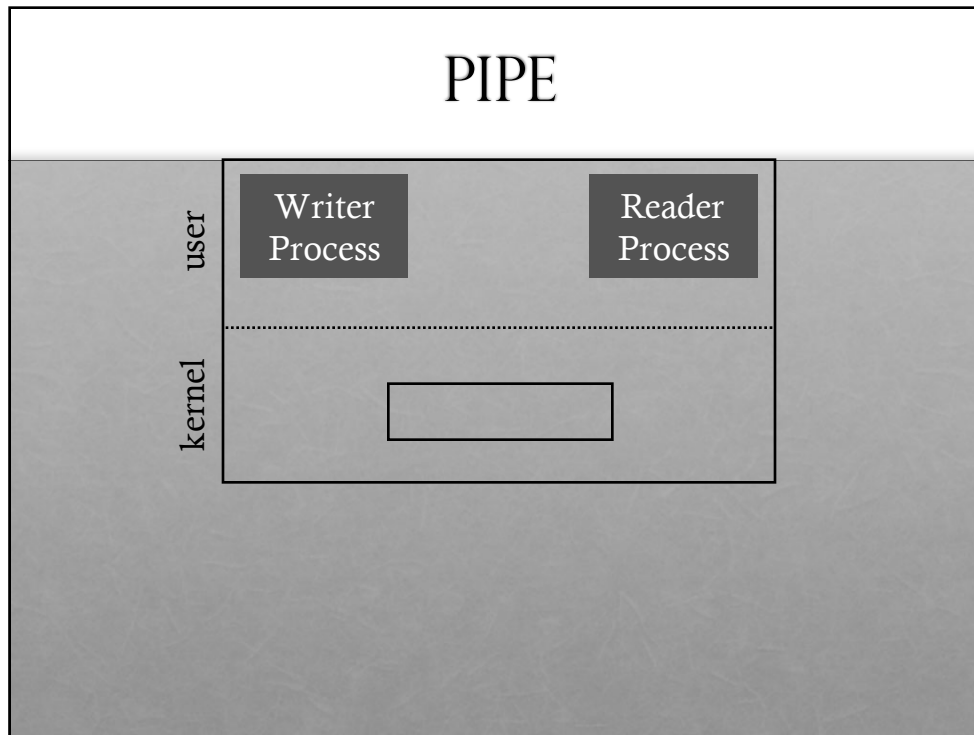 PIPE
user
Writer
Process
Reader
Process
kernel